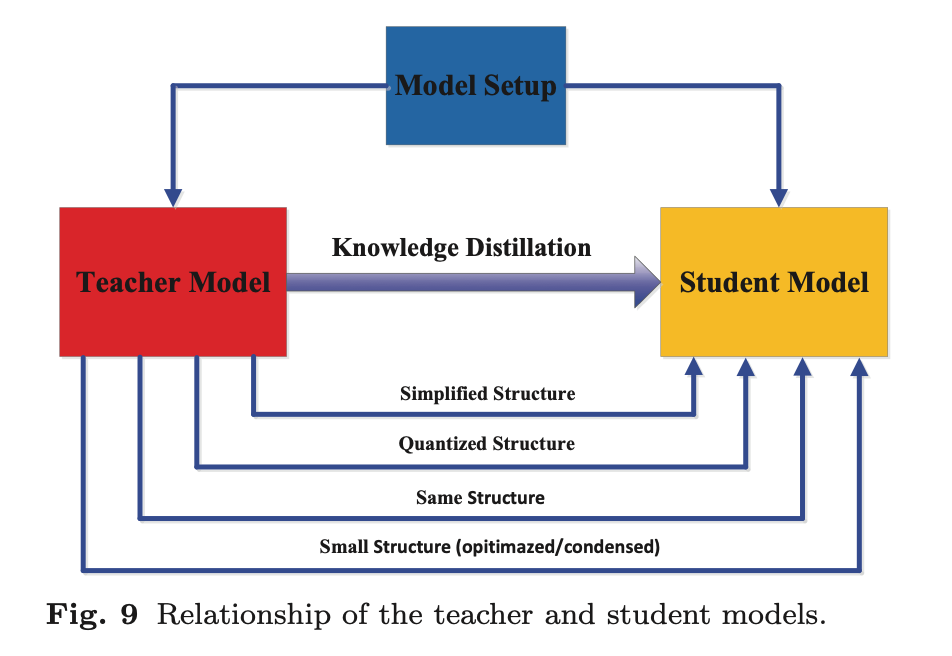 Model Setup
Knowledge Distillation
Teacher Model
Student Model
Simplified Structure
Quantized Structure
Same Structure
Small Structure (opitimazed/condensed)
Fig. 9 Relationship of the teacher and student models.